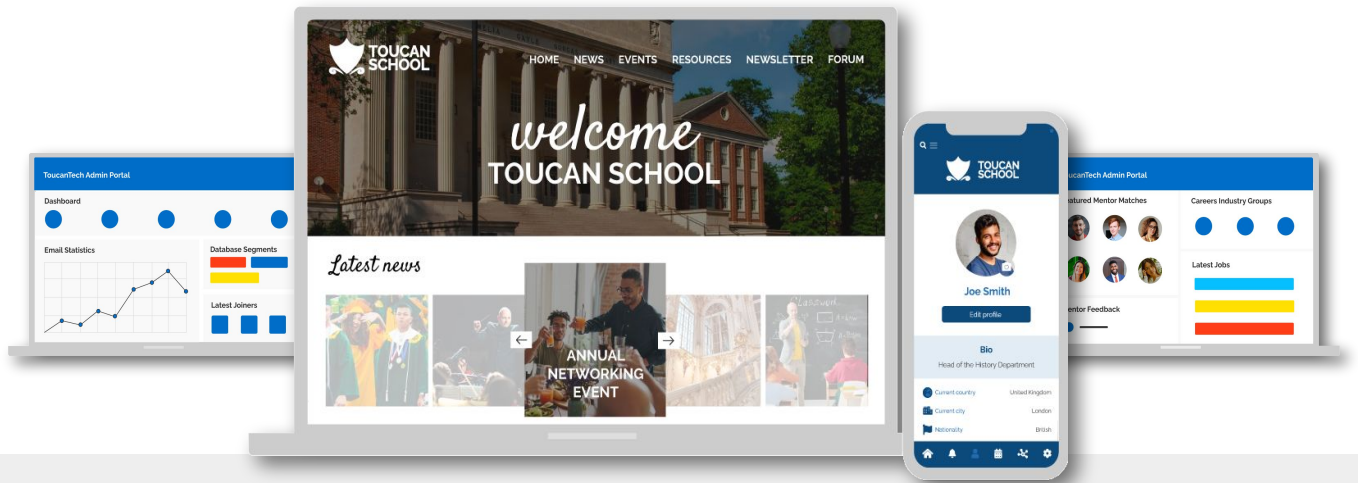 ToucanTech Admin Portal
Dashboard
Email Statistics
Database Segments
Latest Joiners
TOUCAN
SCHOOL
HOME NEWS EVENTS RESOURCES NEWSLETTER FORUM
welcome
TOUCAN SCHOOL
Latest news
ANNUAL
NETWORKING
EVENT
TOUCAN
SCHOOL
Joe Smith
Edit profile
Bio
Head of the History Department
Current country United Kingdom
Current city London
Nationality British
oucanTech Admin Portal
eatured Mentor Matches
Careers Industry Groups
Latest Jobs
entor Feedback